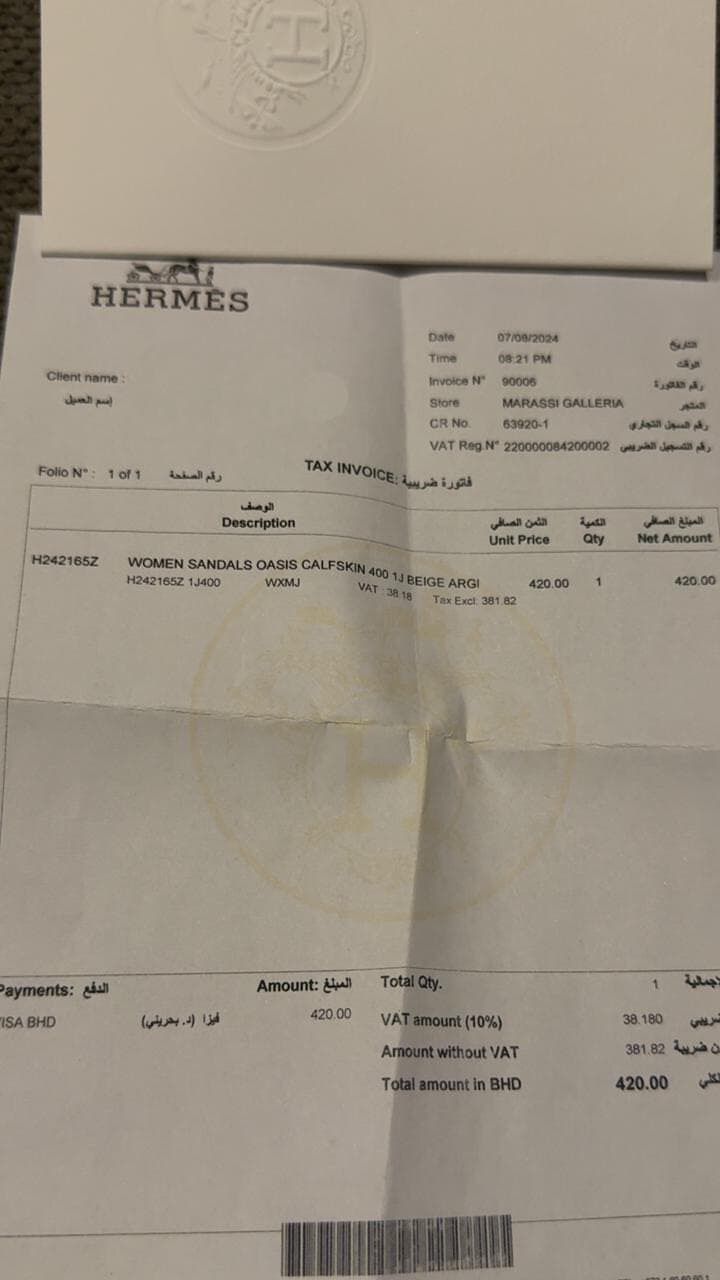 H
HERMÈS
Date 07/09/2024 التاريخ
Time 08:21 PM الوقت
Client name :
إسم العميل
Invoice N° 90006 رقم الفاتورة
Store MARASSI GALLERIA المتجر
CR No. 63920-1 رقم السجل التجاري
VAT Reg.N° 220000084200002 رقم التسجيل الضريبي
Folio N° : 1 of 1 رقم الصفحة
TAX INVOICE: فاتورة ضريبية
الوصف الثمن الصافي الكمية المبلغ الصافي
Description Unit Price Qty Net Amount
H242165Z WOMEN SANDALS OASIS CALFSKIN 400 1J BEIGE ARGI 420.00 1 420.00
H242165Z 1J400 WXMJ VAT : 38.18 Tax Excl: 381.82
H
Payments: الدفع Amount: المبلغ Total Qty. 1
VISA BHD فيزا (د. بحريني) 420.00 VAT amount (10%) 38.180
Amount without VAT 381.82
Total amount in BHD 420.00